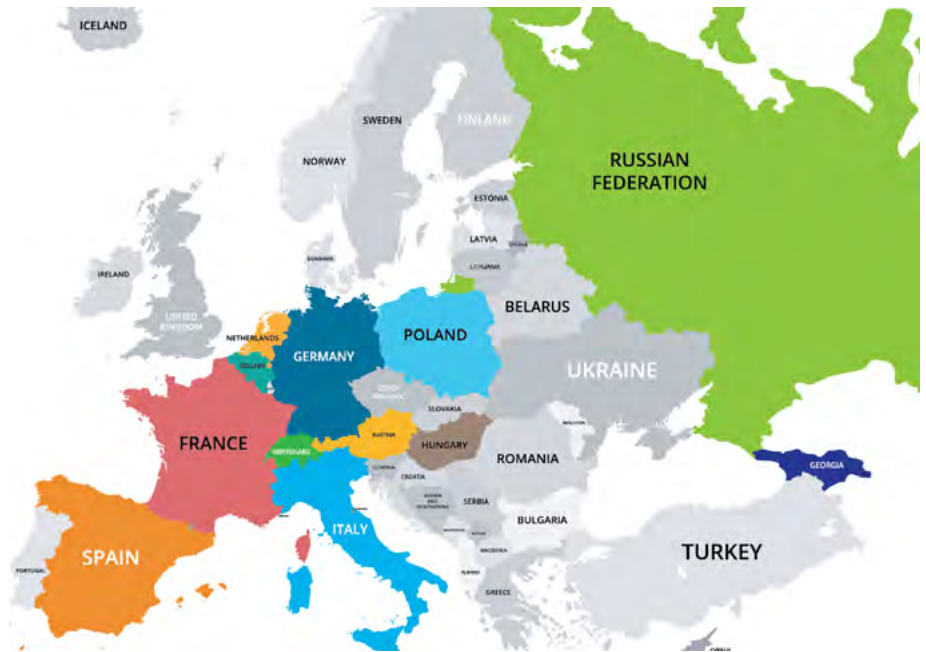 ICELAND
SWEDEN
FINLAND
NORWAY
RUSSIAN
FEDERATION
ESTONIA
LATVIA
DENMARK
LITHUANIA
IRELAND
UNITED
KINGDOM
BELARUS
NETHERLANDS
POLAND
GERMANY
UKRAINE
SLOVAKIA
AUSTRIA
FRANCE
HUNGARY
ROMANIA
GEORGIA
CROATIA
SERBIA
BULGARIA
ITALY
SPAIN
TURKEY
PORTUGAL
GREECE